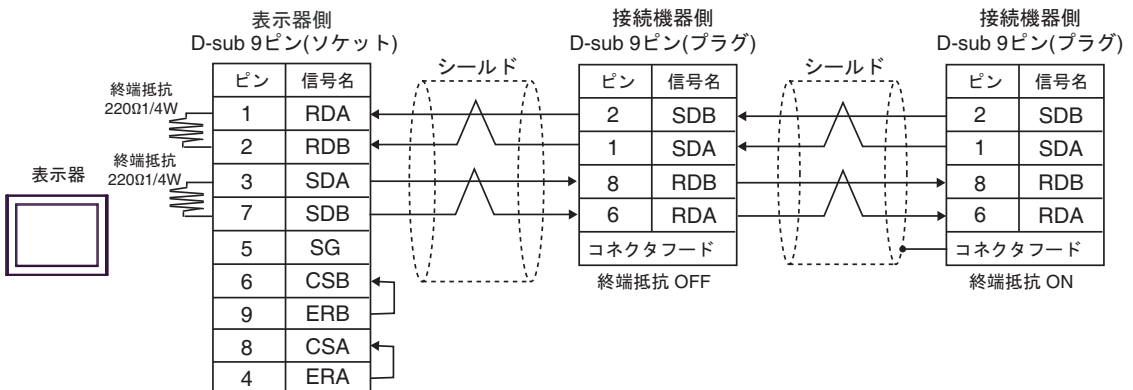 表示器側
D-sub 9ピン(ソケット)
接続機器側
D-sub 9ピン(プラグ)
接続機器側
D-sub 9ピン(プラグ)
表示器
終端抵抗
220Ω1/4W
終端抵抗
220Ω1/4W
ピン 信号名
1 RDA
2 RDB
3 SDA
7 SDB
5 SG
6 CSB
9 ERB
8 CSA
4 ERA
シールド
ピン 信号名
2 SDB
1 SDA
8 RDB
6 RDA
コネクタフード
終端抵抗 OFF
シールド
ピン 信号名
2 SDB
1 SDA
8 RDB
6 RDA
コネクタフード
終端抵抗 ON